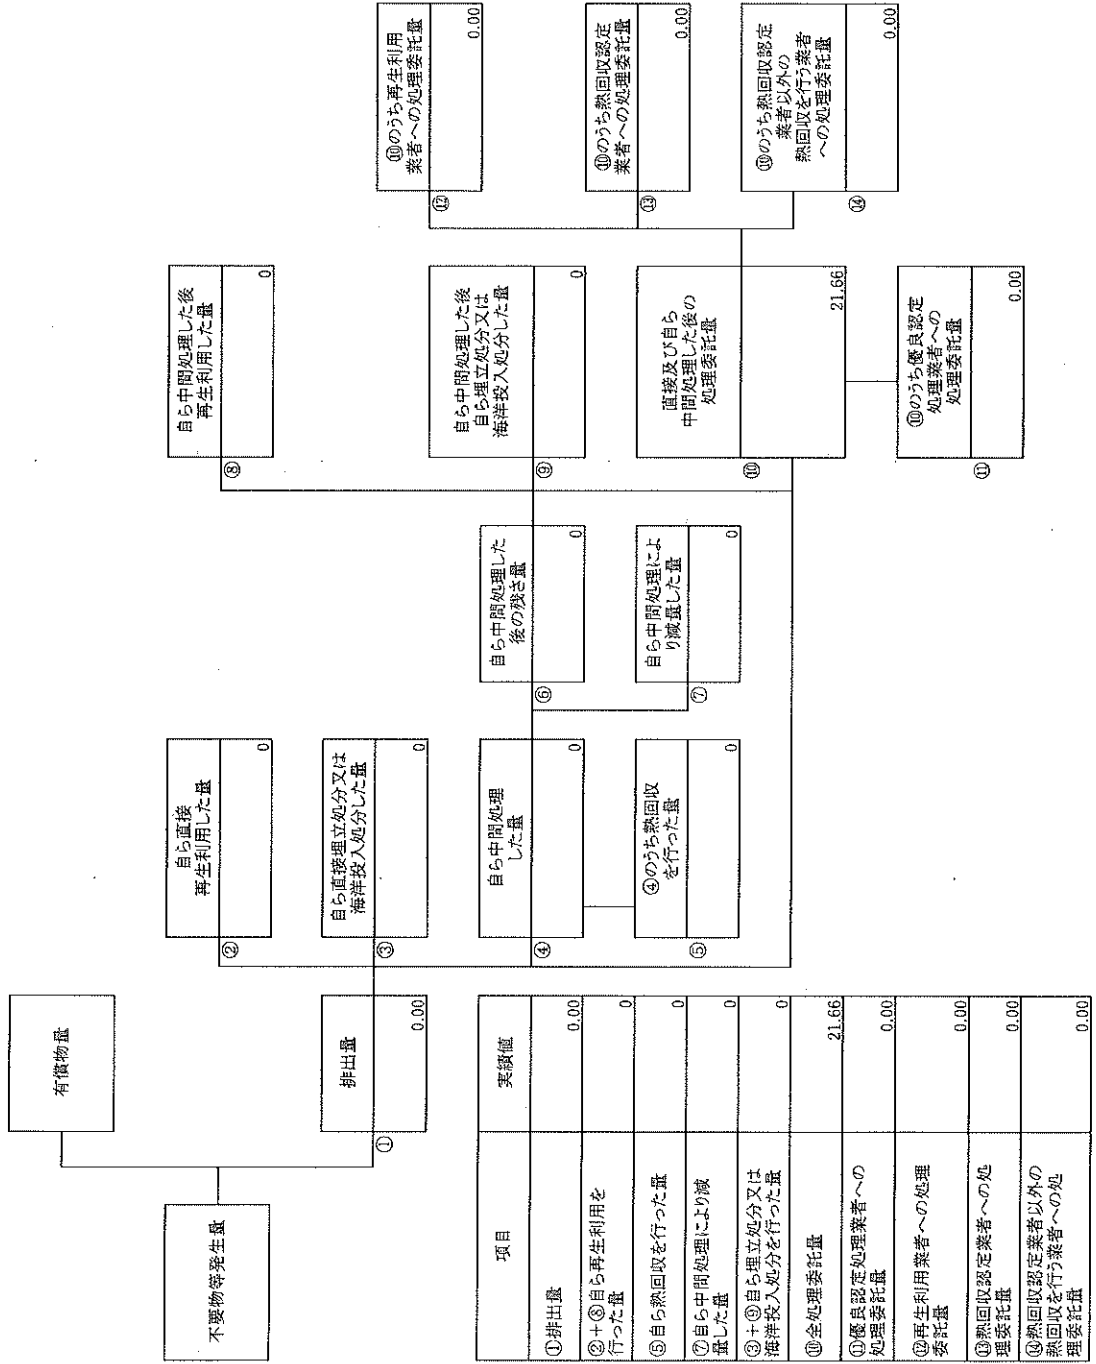 不要物等発生量
有償物量
排出量
①
0.00
自ら直接
再生利用した量
②
0
自ら直接埋立処分又は
海洋投入処分した量
③
0
自ら中間処理
した量
④
0
④のうち熱回収
を行った量
⑤
0
自ら中間処理した
後の残さ量
⑥
0
自ら中間処理によ
り減量した量
⑦
0
自ら中間処理した後
再生利用した量
⑧
0
自ら中間処理した後
自ら埋立処分又は
海洋投入処分した量
⑨
0
直接及び自ら
中間処理した後の
処理委託量
⑩
21.66
⑩のうち優良認定
処理業者への
処理委託量
⑪
0.00
⑩のうち再生利用
業者への処理委託量
⑫
0.00
⑩のうち熱回収認定
業者への処理委託量
⑬
0.00
⑩のうち熱回収認定
業者以外の
熱回収を行う業者
への処理委託量
⑭
0.00
項目 実績値
①排出量 0.00
②+⑧自ら再生利用を
行った量 0
⑤自ら熱回収を行った量 0
⑦自ら中間処理により減
量した量 0
③+⑨自ら埋立処分又は
海洋投入処分を行った量 0
⑩全処理委託量 21.66
⑪優良認定処理業者への
処理委託量 0.00
⑫再生利用業者への処理
委託量 0.00
⑬熱回収認定業者への処
理委託量 0.00
⑭熱回収認定業者以外の
熱回収を行う業者への処
理委託量 0.00